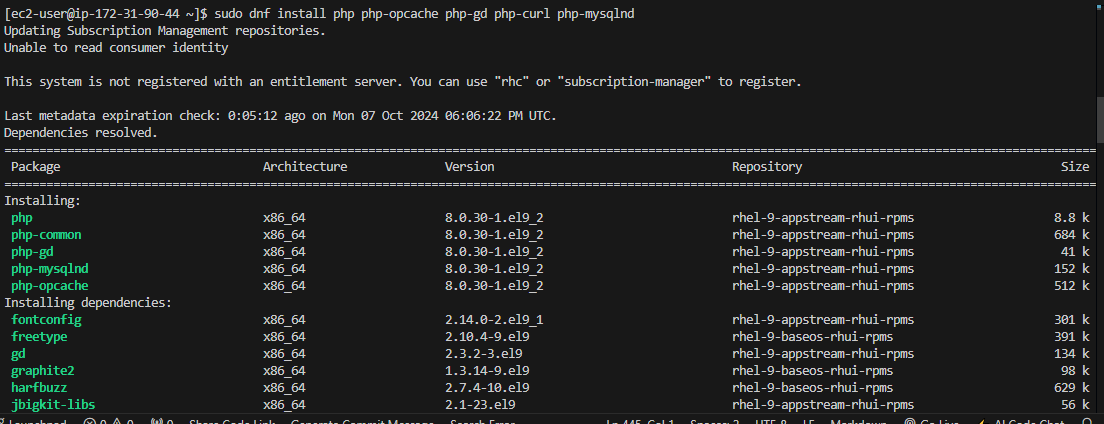 [ec2-user@ip-172-31-90-44 ~]$ sudo dnf install php php-opcache php-gd php-curl php-mysqlnd
Updating Subscription Management repositories.
Unable to read consumer identity
This system is not registered with an entitlement server. You can use "rhc" or "subscription-manager" to register.
Last metadata expiration check: 0:05:12 ago on Mon 07 Oct 2024 06:06:22 PM UTC.
Dependencies resolved.
Package Architecture Version Repository Size
Installing:
php x86_64 8.0.30-1.el9_2 rhel-9-appstream-rhui-rpms 8.8 k
php-common x86_64 8.0.30-1.el9_2 rhel-9-appstream-rhui-rpms 684 k
php-gd x86_64 8.0.30-1.el9_2 rhel-9-appstream-rhui-rpms 41 k
php-mysqlnd x86_64 8.0.30-1.el9_2 rhel-9-appstream-rhui-rpms 152 k
php-opcache x86_64 8.0.30-1.el9_2 rhel-9-appstream-rhui-rpms 512 k
Installing dependencies:
fontconfig x86_64 2.14.0-2.el9_1 rhel-9-appstream-rhui-rpms 301 k
freetype x86_64 2.10.4-9.el9 rhel-9-baseos-rhui-rpms 391 k
gd x86_64 2.3.2-3.el9 rhel-9-appstream-rhui-rpms 134 k
graphite2 x86_64 1.3.14-9.el9 rhel-9-baseos-rhui-rpms 98 k
harfbuzz x86_64 2.7.4-10.el9 rhel-9-baseos-rhui-rpms 629 k
jbigkit-libs x86_64 2.1-23.el9 rhel-9-appstream-rhui-rpms 56 k